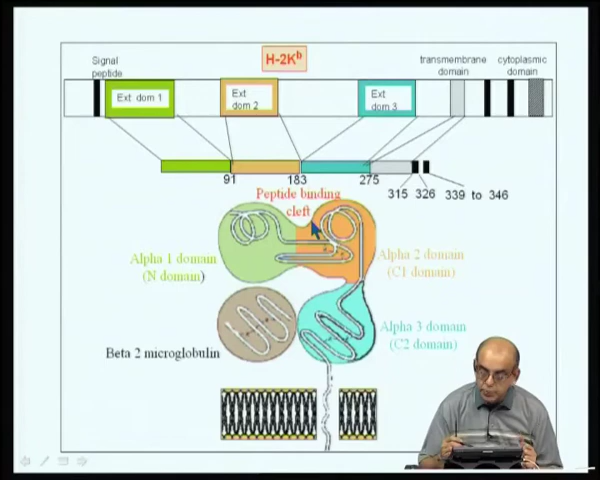 H-2Kb
Signal
peptide
transmembrane
domain
cytoplasmic
domain
Ext dom 1
Ext
dom 2
Ext
dom 3
91
183
275
315 326 339 to 346
Peptide binding
cleft
Alpha 1 domain
(N domain)
Alpha 2 domain
(C1 domain)
Alpha 3 domain
(C2 domain)
Beta 2 microglobulin